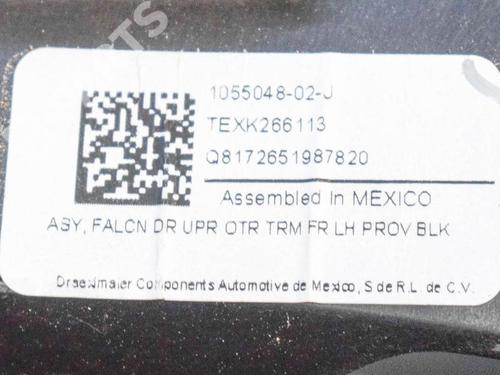 PARTS
1055048-02-J
TEXK266113
Q8172651987820
Assembled In MEXICO
ASY, FALCN DR UPR OTR TRM FR LH PROV BLK
Draexlmaier Components Automotive de Mexico, S de R.L. de C.V.